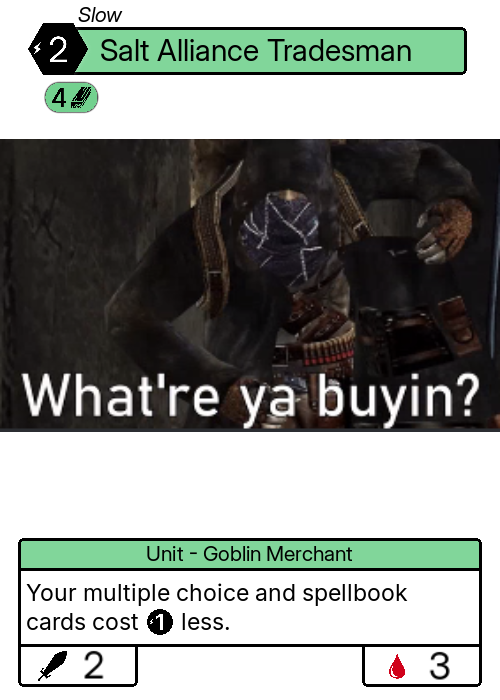 Slow
2 Salt Alliance Tradesman
4
What're ya buyin?
Unit - Goblin Merchant
Your multiple choice and spellbook
cards cost 1 less.
2 3